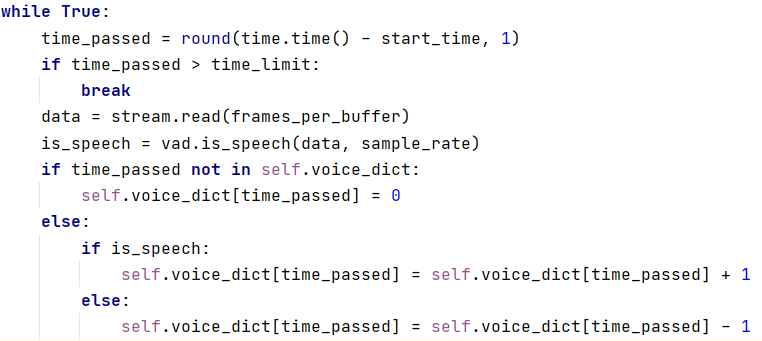 while True:
    time_passed = round(time.time() - start_time, 1)
    if time_passed > time_limit:
        break
    data = stream.read(frames_per_buffer)
    is_speech = vad.is_speech(data, sample_rate)
    if time_passed not in self.voice_dict:
        self.voice_dict[time_passed] = 0
    else:
        if is_speech:
            self.voice_dict[time_passed] = self.voice_dict[time_passed] + 1
        else:
            self.voice_dict[time_passed] = self.voice_dict[time_passed] - 1